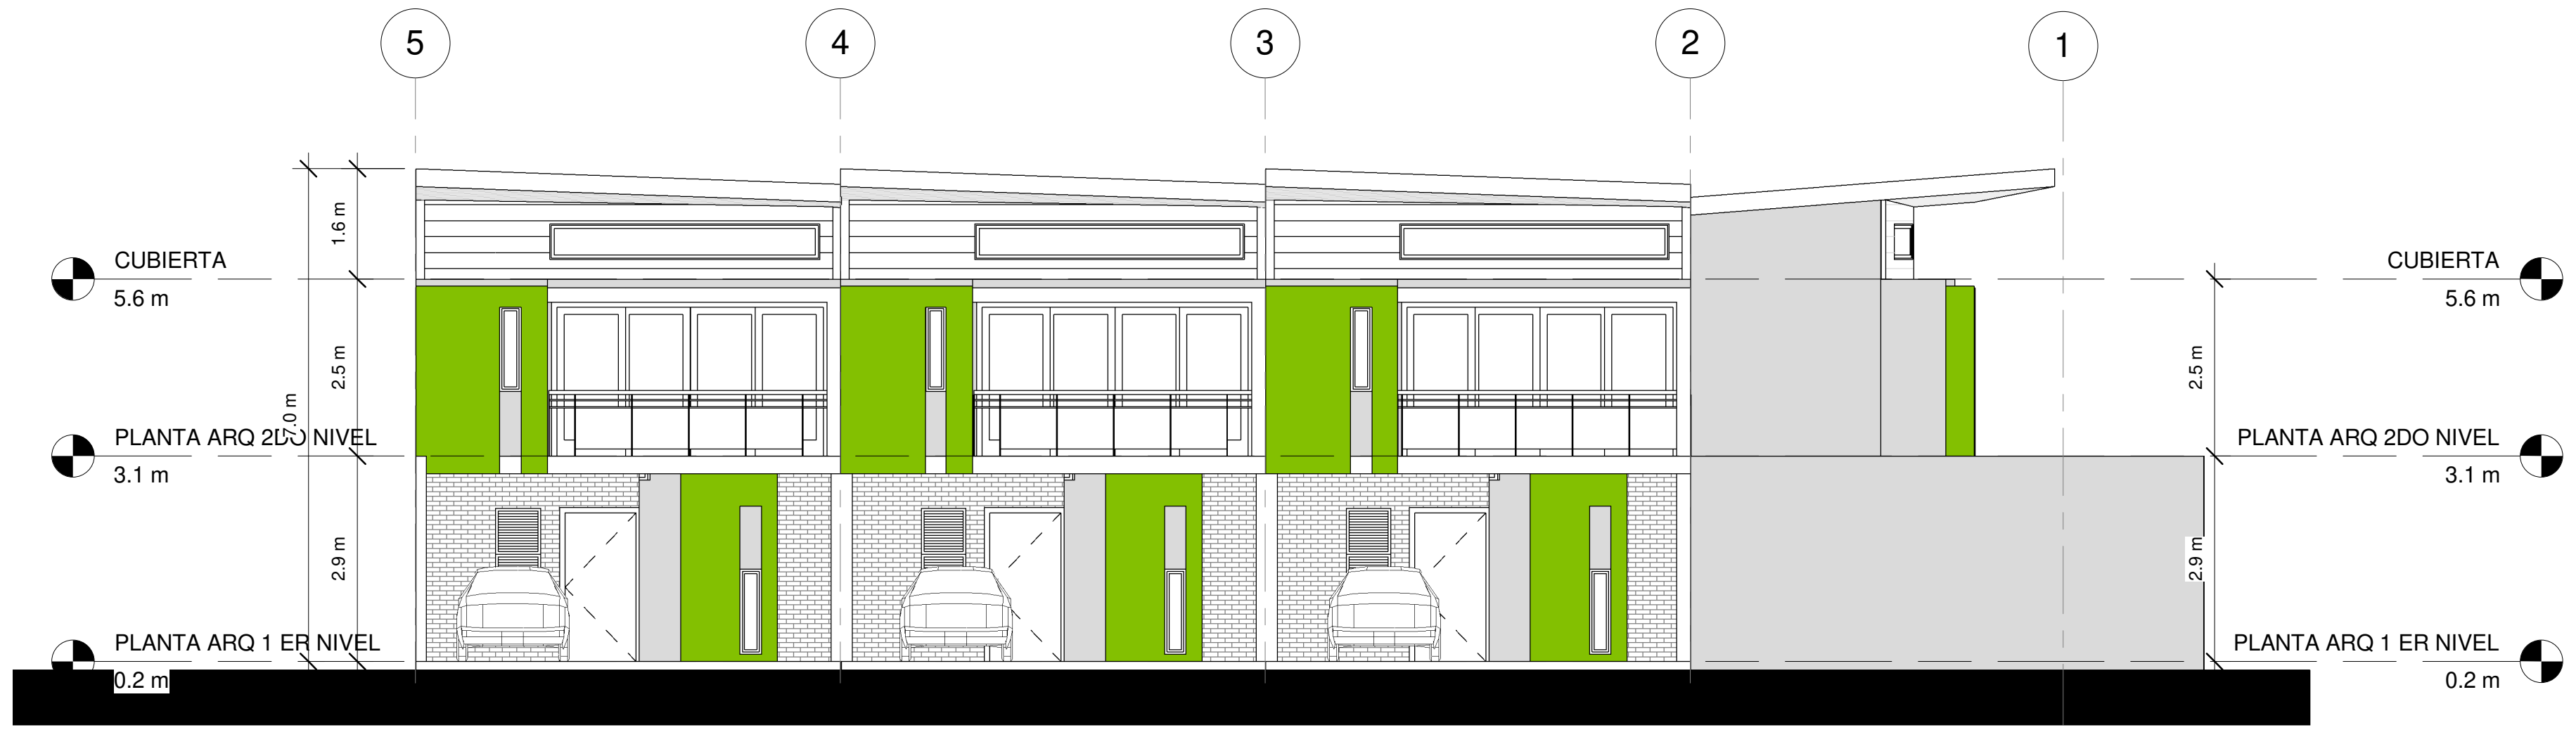 5 4 3 2 1
1.6 m
CUBIERTA
5.6 m
CUBIERTA
5.6 m
2.5 m
2.5 m
7.0 m
PLANTA ARQ 2DO NIVEL
3.1 m
PLANTA ARQ 2DO NIVEL
3.1 m
2.9 m
2.9 m
PLANTA ARQ 1 ER NIVEL
0.2 m
PLANTA ARQ 1 ER NIVEL
0.2 m